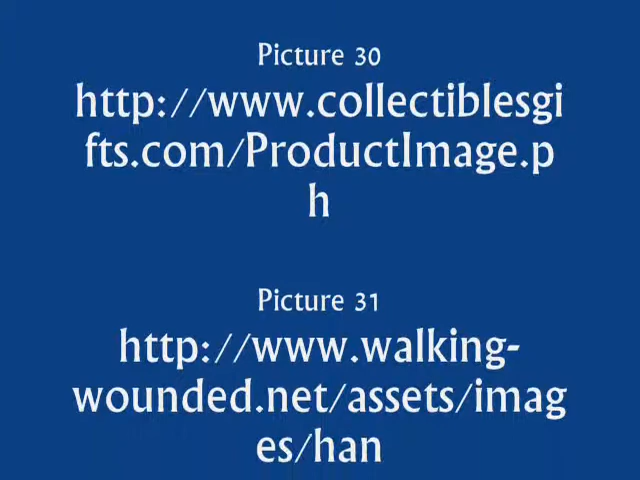 Picture 30
http://www.collectiblesgi
fts.com/ProductImage.p
h
Picture 31
http://www.walking-
wounded.net/assets/imag
es/han